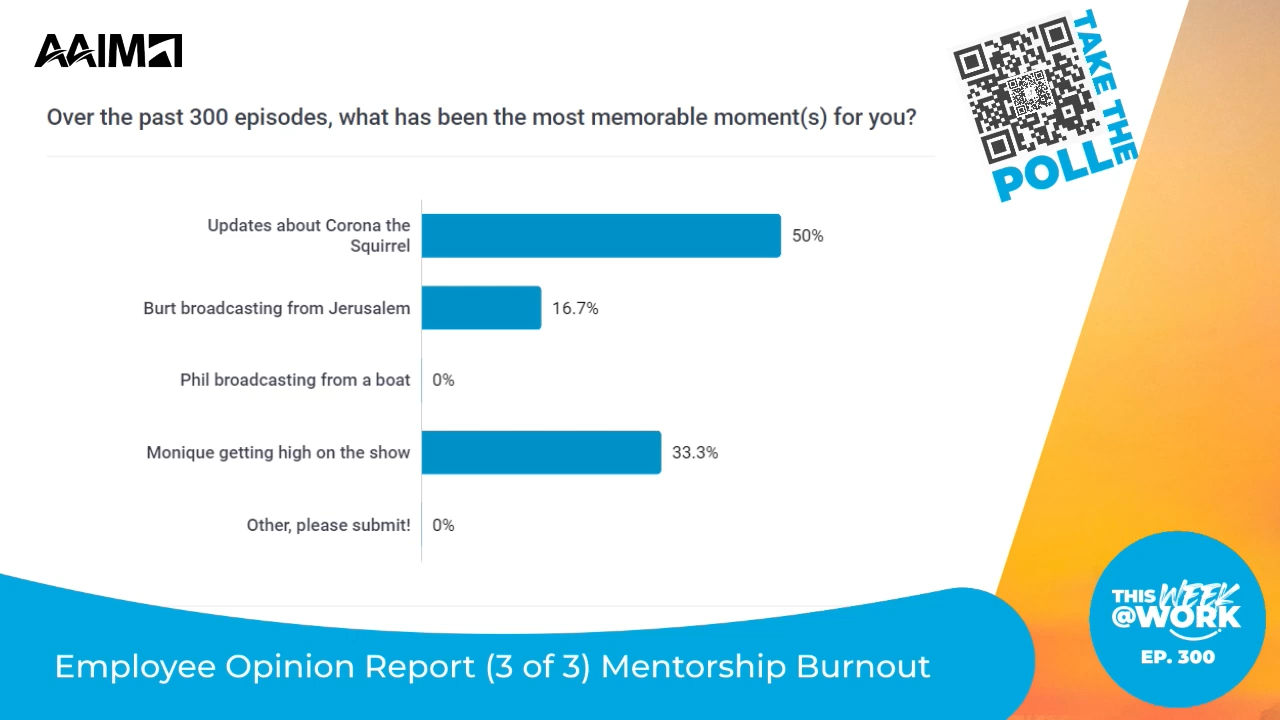 AAIM
Over the past 300 episodes, what has been the most memorable moment(s) for you?
TAKE THE
POLL
Updates about Corona the
Squirrel
50%
Burt broadcasting from Jerusalem
16.7%
Phil broadcasting from a boat
0%
Monique getting high on the show
33.3%
Other, please submit!
0%
Employee Opinion Report (3 of 3) Mentorship Burnout
THIS WEEK
@WORK
EP. 300